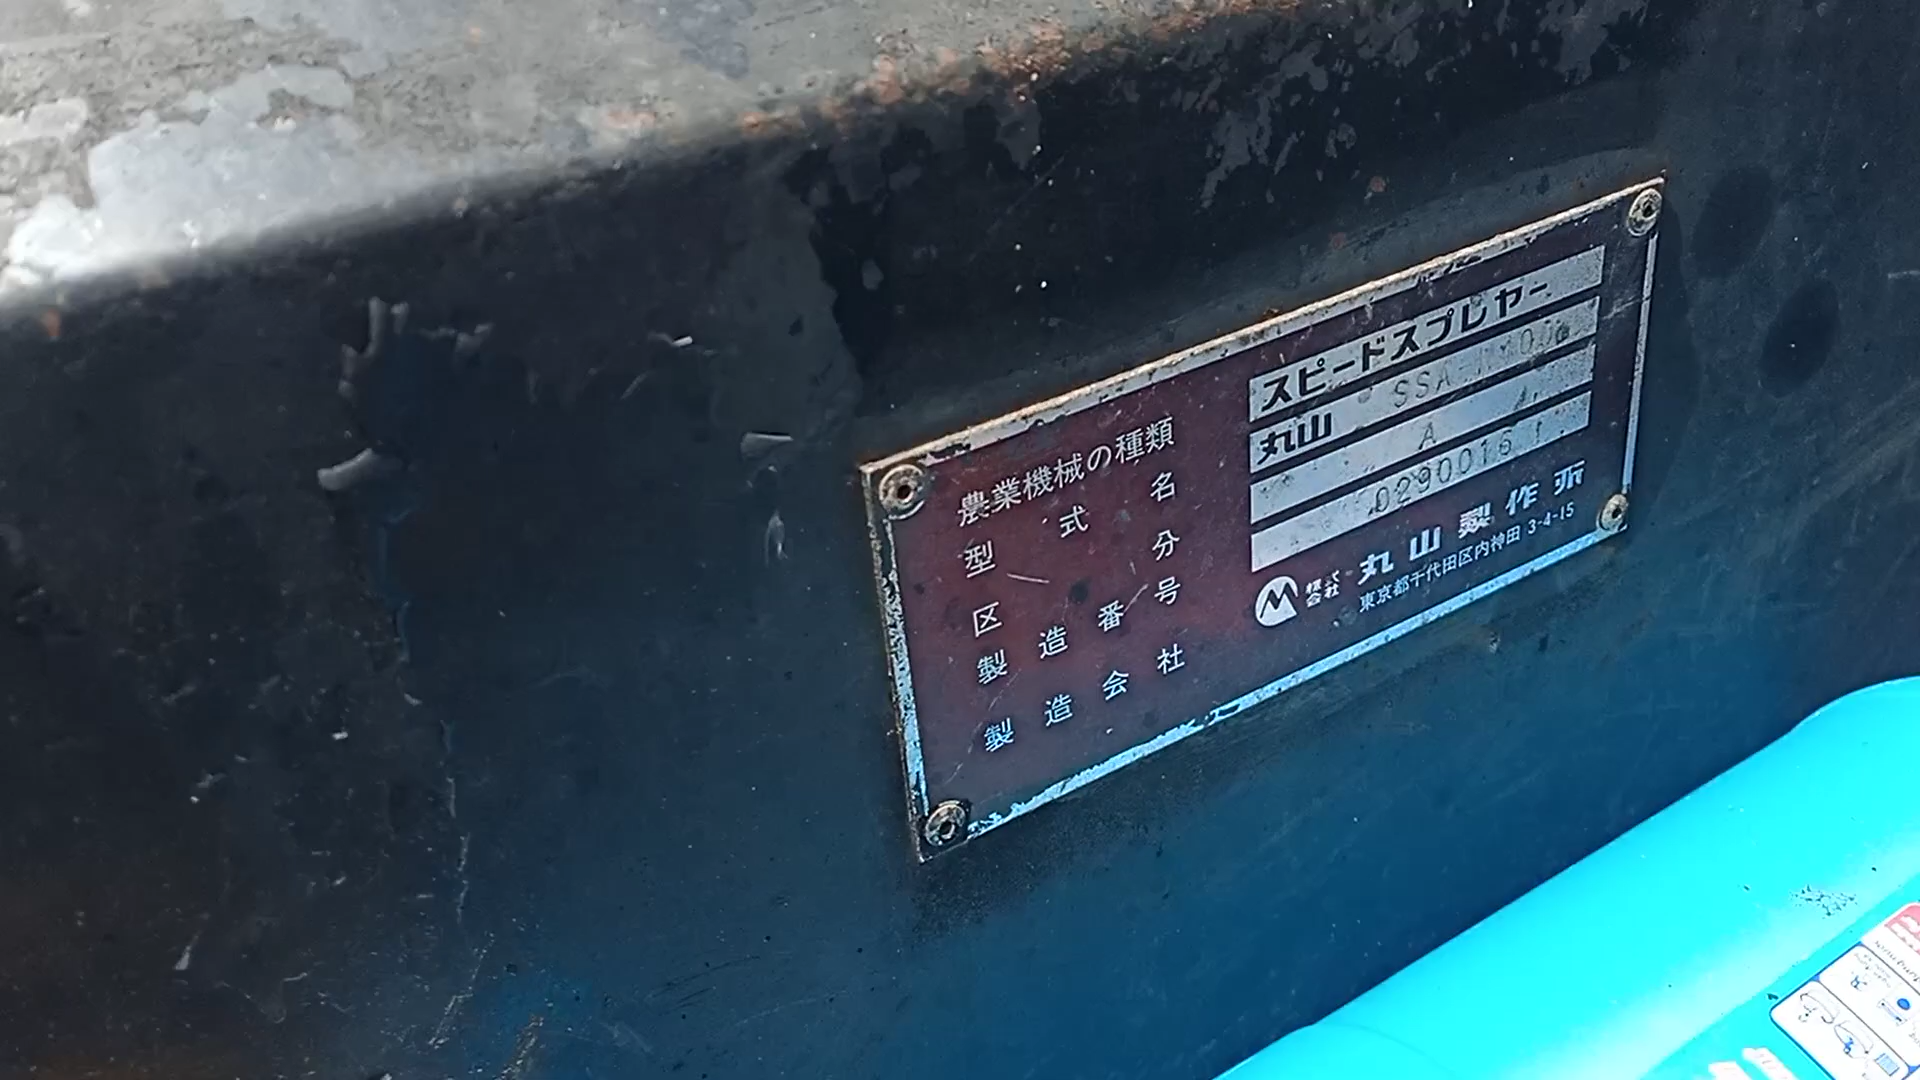 農業機械の種類 スピードスプレヤー
型式名 丸山 SSA
区分 A
製造番号 0290016
製造会社 株式会社 丸山製作所
東京都千代田区内神田 3-4-15